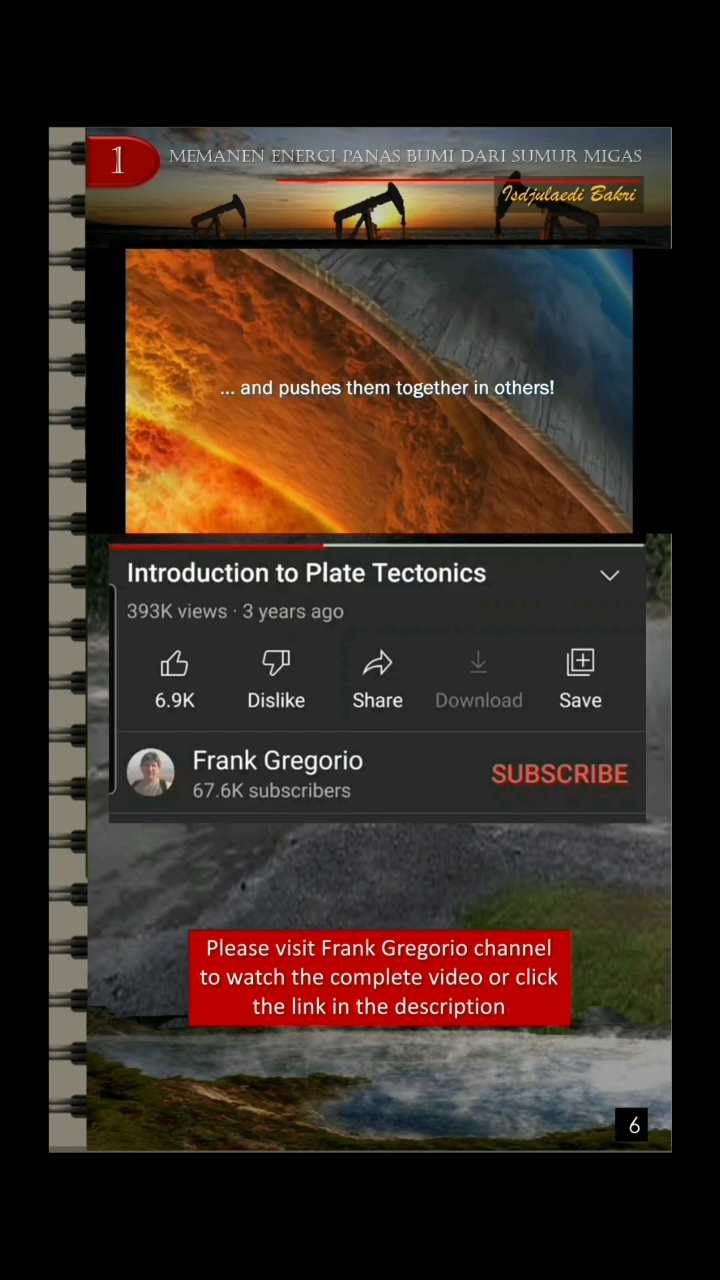 1
MEMANEN ENERGI PANAS BUMI DARI SUMUR MIGAS
Isdjulaedi Bakri
... and pushes them together in others!
Introduction to Plate Tectonics
393K views · 3 years ago
6.9K Dislike Share Download Save
Frank Gregorio
67.6K subscribers
SUBSCRIBE
Please visit Frank Gregorio channel
to watch the complete video or click
the link in the description
6